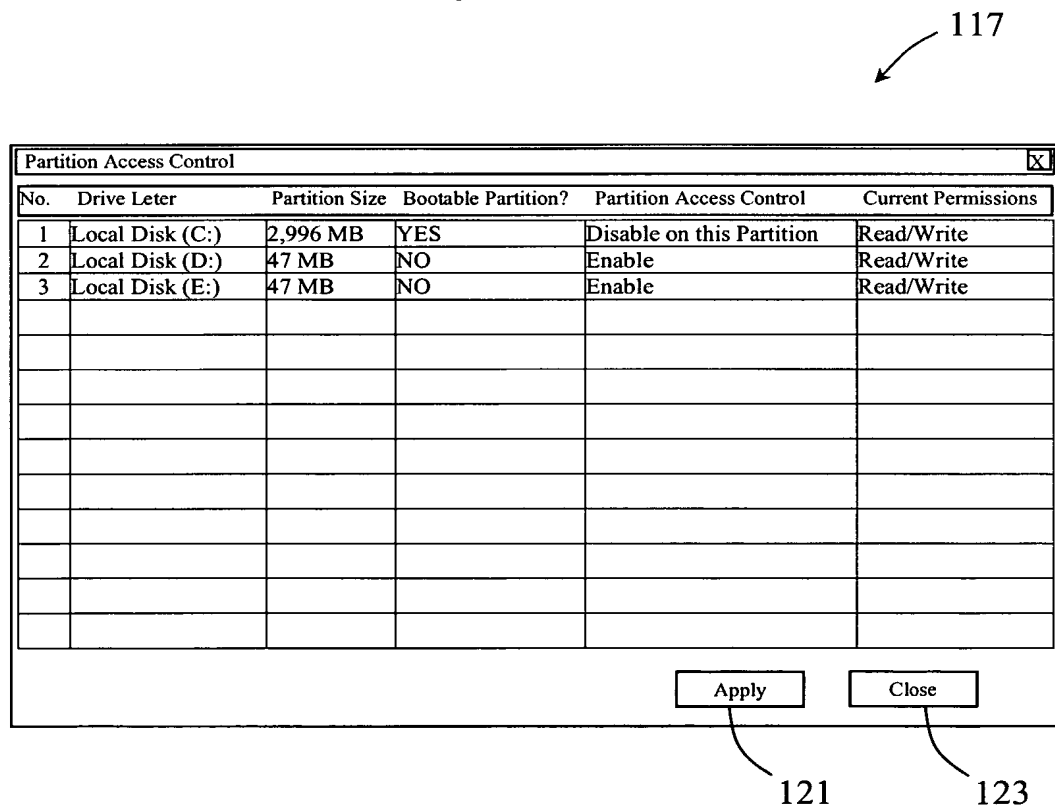 117
Partition Access Control X
No. Drive Leter Partition Size Bootable Partition? Partition Access Control Current Permissions
1 Local Disk (C:) 2,996 MB YES Disable on this Partition Read/Write
2 Local Disk (D:) 47 MB NO Enable Read/Write
3 Local Disk (E:) 47 MB NO Enable Read/Write
Apply Close
121 123